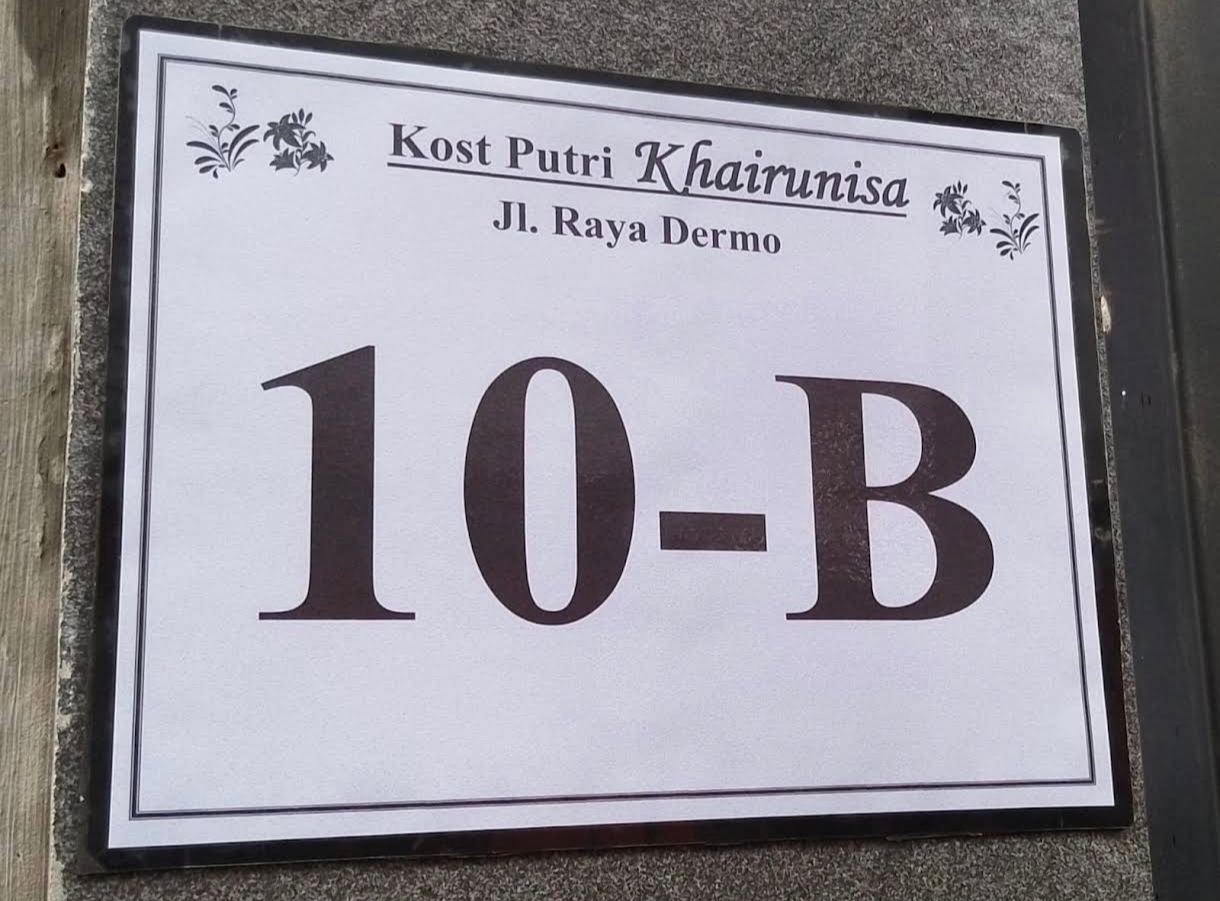 Kost Putri Khairunisa
Jl. Raya Dermo
10-B